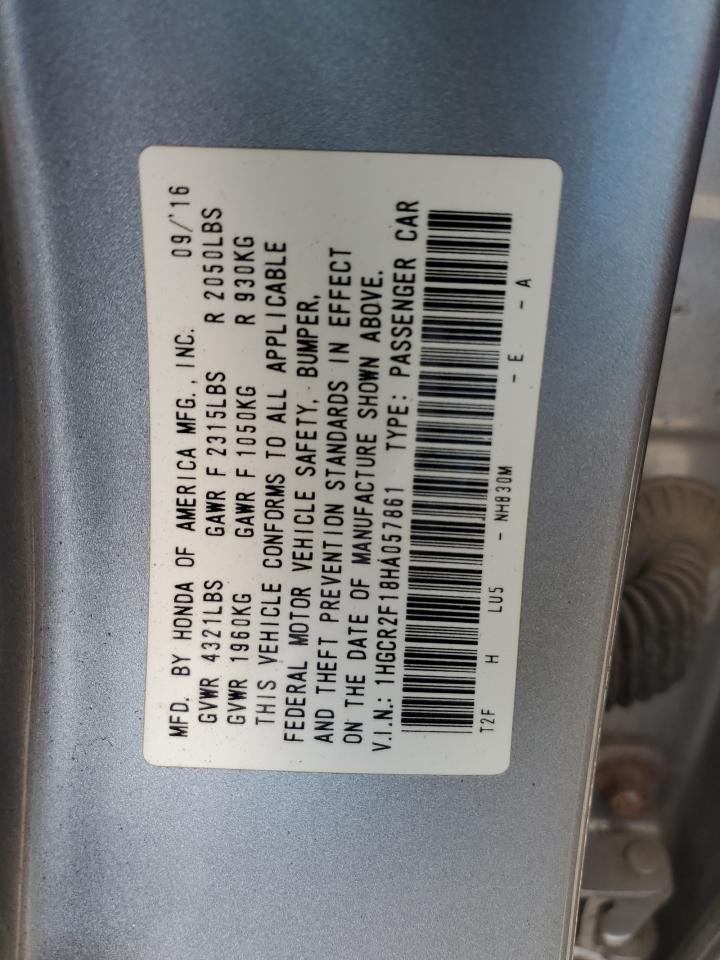 MFD. BY HONDA OF AMERICA MFG., INC. 09/'16
GVWR 4321LBS GAWR F 2315LBS R 2050LBS
GVWR 1960KG GAWR F 1050KG R 930KG
THIS VEHICLE CONFORMS TO ALL APPLICABLE
FEDERAL MOTOR VEHICLE SAFETY, BUMPER,
AND THEFT PREVENTION STANDARDS IN EFFECT
ON THE DATE OF MANUFACTURE SHOWN ABOVE.
V.I.N.: 1HGCR2F18HA057861 TYPE: PASSENGER CAR
T2F H LU5 - NH830M - E - A